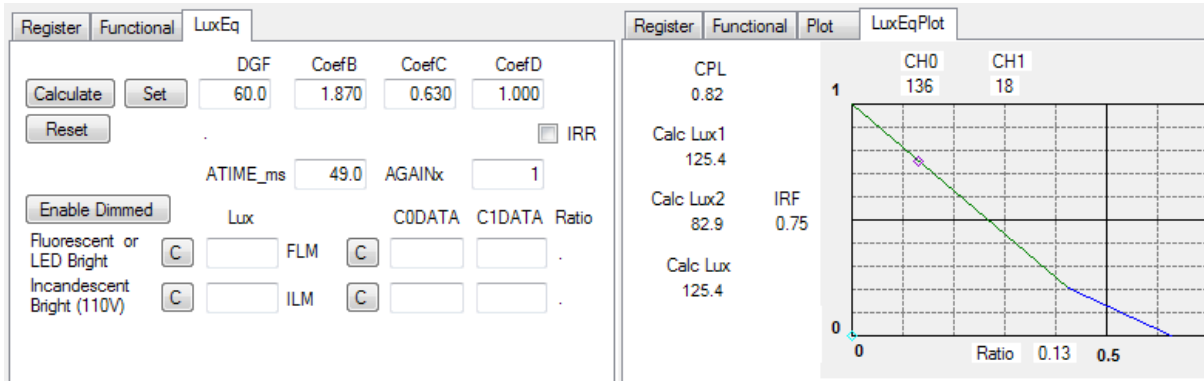 Register Functional LuxEq
DGF CoefB CoefC CoefD
Calculate Set 60.0 1.870 0.630 1.000
Reset . IRR
ATIME_ms 49.0 AGAINx 1
Enable Dimmed Lux C0DATA C1DATA Ratio
Fluorescent or
LED Bright C FLM C .
Incandescent
Bright (110V) C ILM C .
Register Functional Plot LuxEqPlot
CPL CH0 CH1
0.82 136 18
1
Calc Lux1
125.4
Calc Lux2 IRF
82.9 0.75
Calc Lux
125.4
0
0 Ratio 0.13 0.5